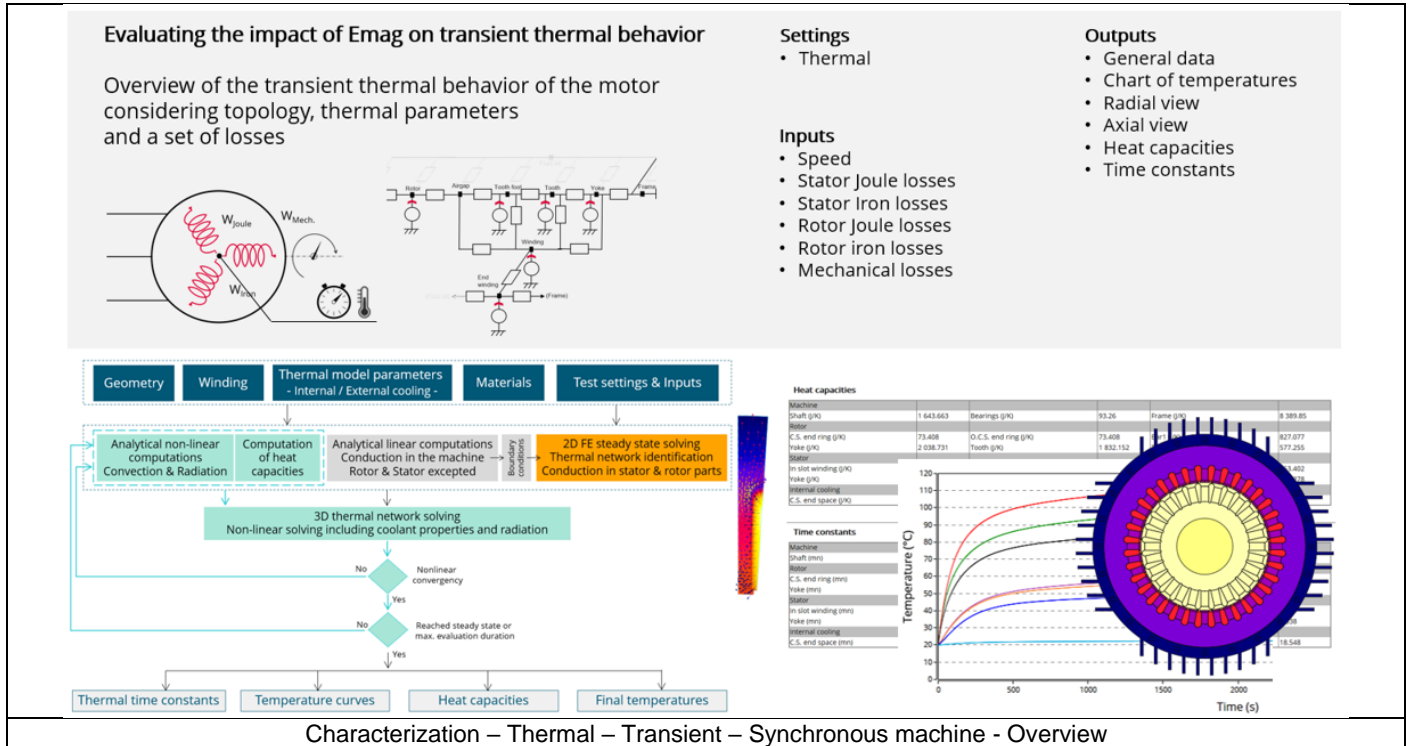 Evaluating the impact of Emag on transient thermal behavior
Overview of the transient thermal behavior of the motor
considering topology, thermal parameters
and a set of losses
Settings
• Thermal
Inputs
• Speed
• Stator Joule losses
• Stator Iron losses
• Rotor Joule losses
• Rotor iron losses
• Mechanical losses
Outputs
• General data
• Chart of temperatures
• Radial view
• Axial view
• Heat capacities
• Time constants
WJoule
WMech.
WIron
Rotor
Airgap
Tooth foot
Tooth
Yoke
Frame
Winding
End
winding
(Frame)
Geometry
Winding
Thermal model parameters
- Internal / External cooling -
Materials
Test settings & Inputs
Analytical non-linear
computations
Convection & Radiation
Computation
of heat
capacities
Analytical linear computations
Conduction in the machine
Rotor & Stator excepted
Boundary
conditions
2D FE steady state solving
Thermal network identification
Conduction in stator & rotor parts
3D thermal network solving
Non-linear solving including coolant properties and radiation
No
Nonlinear
convergency
Yes
No
Reached steady state or
max. evaluation duration
Yes
Thermal time constants
Temperature curves
Heat capacities
Final temperatures
Heat capacities
Machine
Shaft (J/K) 1 643.663 Bearings (J/K) 93.26 Frame (J/K) 8 389.85
Rotor
C.S. end ring (J/K) 73.408 O.C.S. end ring (J/K) 73.408 827.077
Yoke (J/K) 2 038.731 Tooth (J/K) 1 832.152 577.255
Stator
In slot winding (J/K)
Yoke (J/K)
Internal cooling
C.S. end space (J/K)
Time constants
Machine
Shaft (mn)
Rotor
C.S. end ring (mn)
Yoke (mn)
Stator
In slot winding (mn)
Yoke (mn)
Internal cooling
C.S. end space (mn) 18.548
Temperature (°C)
120
110
100
90
80
70
60
50
40
30
20
10
0
0 500 1000 1500 2000
Time (s)
Characterization – Thermal – Transient – Synchronous machine - Overview